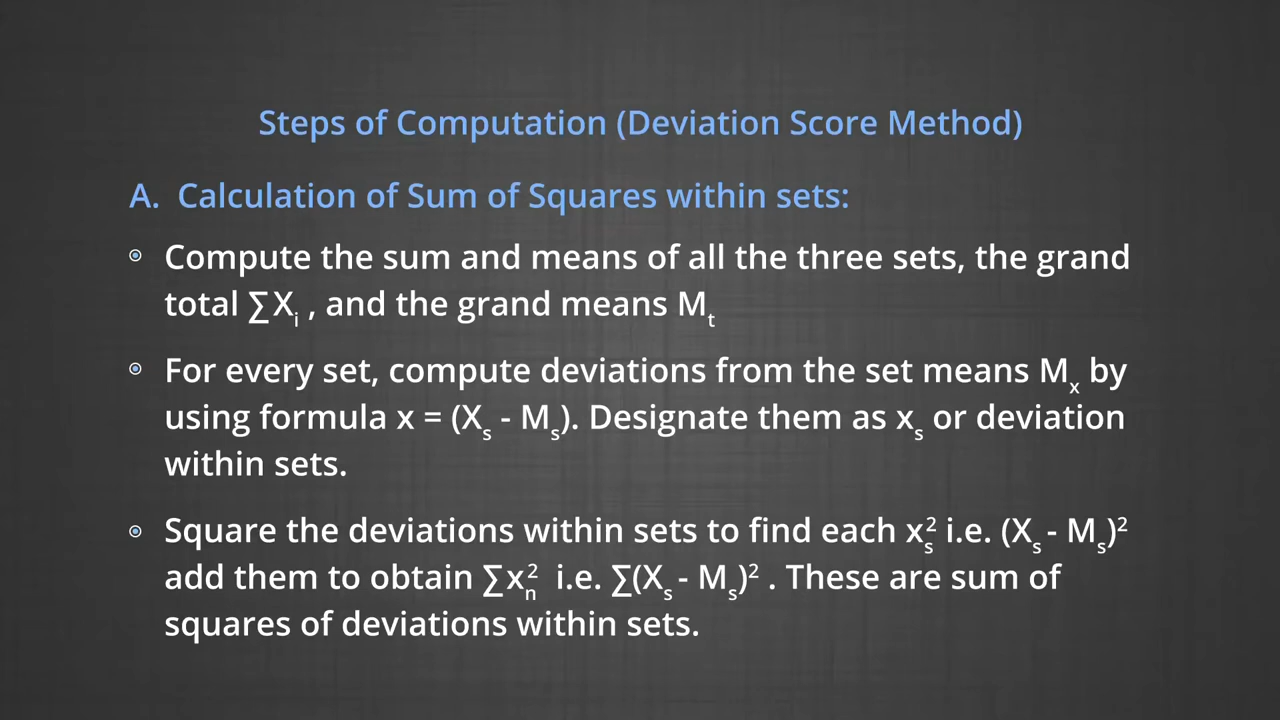 Steps of Computation (Deviation Score Method)
A. Calculation of Sum of Squares within sets:
Compute the sum and means of all the three sets, the grand
total ∑Xᵢ , and the grand means Mₜ
For every set, compute deviations from the set means Mₓ by
using formula x = (Xₛ - Mₛ). Designate them as xₛ or deviation
within sets.
Square the deviations within sets to find each xₛ² i.e. (Xₛ - Mₛ)²
add them to obtain ∑xₙ² i.e. ∑(Xₛ - Mₛ)² . These are sum of
squares of deviations within sets.